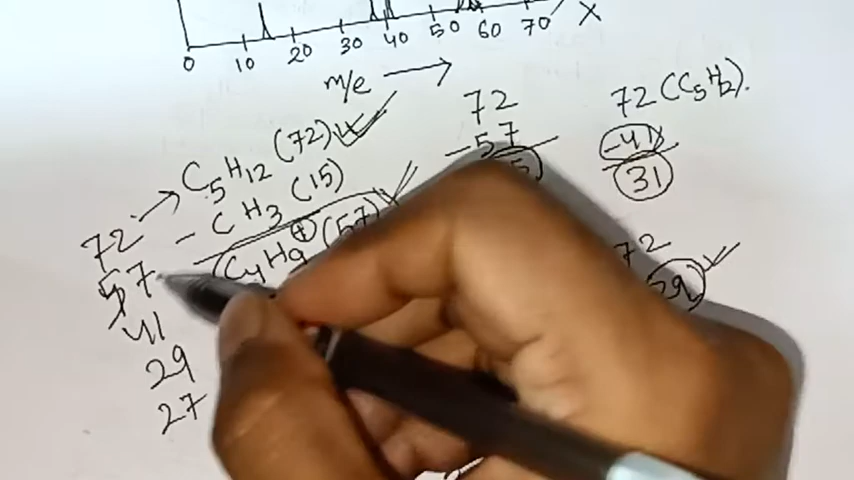 0 10 20 30 40 50 60 70 X
m/e →
72 → C5H12 (72)
- CH3 (15)
C4H9 + (57)
57
41
29
27
72
-57
72 (C5H12).
-41
31
72
29